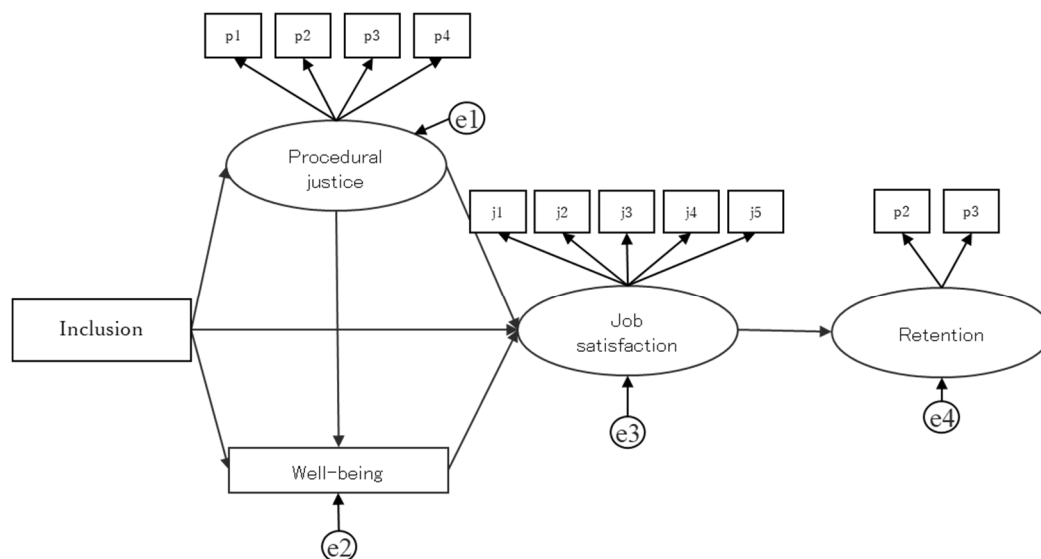 p1
p2
p3
p4
e1
Procedural
justice
j1
j2
j3
j4
j5
p2
p3
Inclusion
Job
satisfaction
Retention
e3
e4
Well-being
e2